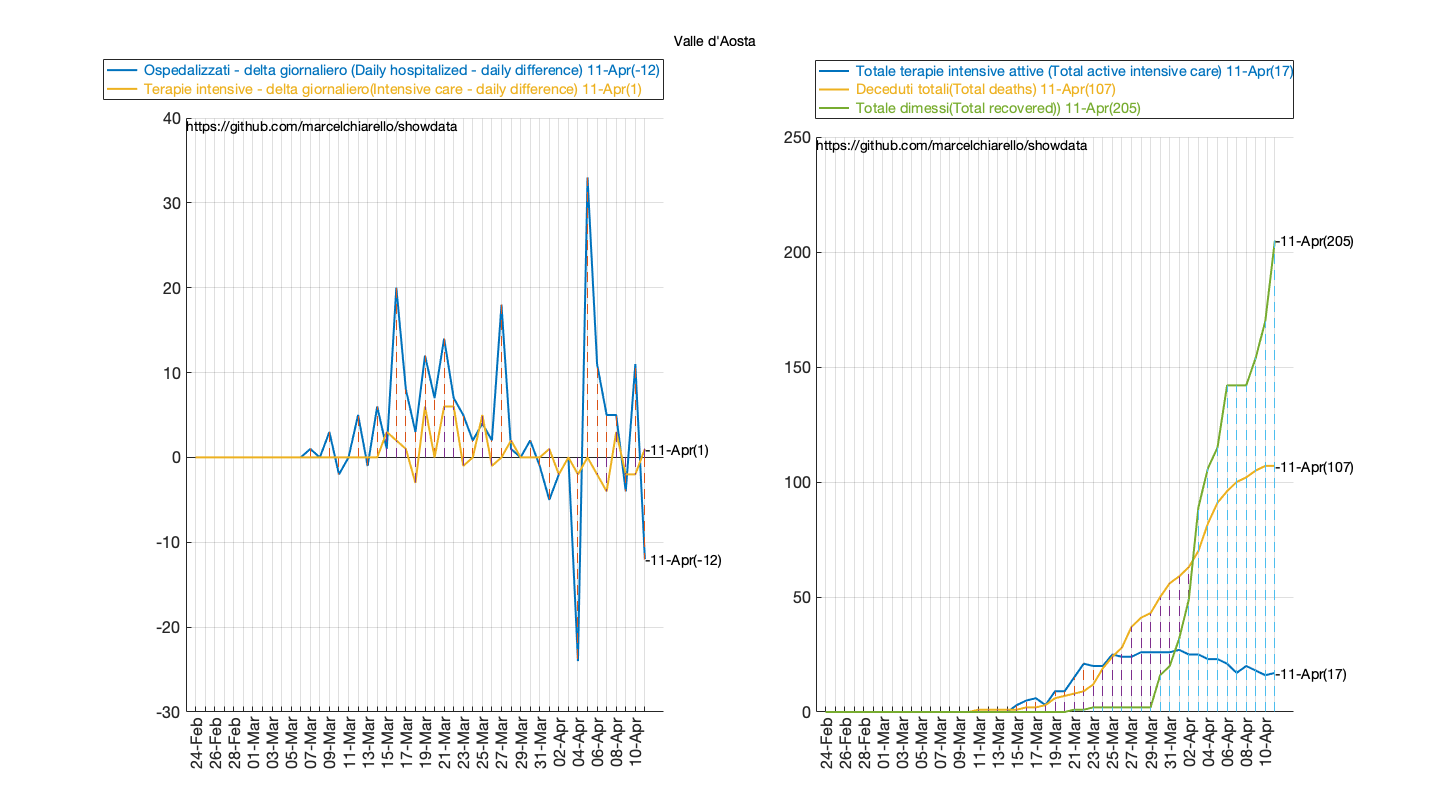 Valle d'Aosta
Ospedalizzati - delta giornaliero (Daily hospitalized - daily difference) 11-Apr(-12)
Terapie intensive - delta giornaliero(Intensive care - daily difference) 11-Apr(1)
https://github.com/marcelchiarello/showdata
40
30
20
10
0
-10
-20
-30
-11-Apr(1)
-11-Apr(-12)
24-Feb
26-Feb
28-Feb
01-Mar
03-Mar
05-Mar
07-Mar
09-Mar
11-Mar
13-Mar
15-Mar
17-Mar
19-Mar
21-Mar
23-Mar
25-Mar
27-Mar
29-Mar
31-Mar
02-Apr
04-Apr
06-Apr
08-Apr
10-Apr
Totale terapie intensive attive (Total active intensive care) 11-Apr(17)
Deceduti totali(Total deaths) 11-Apr(107)
Totale dimessi(Total recovered)) 11-Apr(205)
https://github.com/marcelchiarello/showdata
250
200
150
100
50
0
-11-Apr(205)
-11-Apr(107)
-11-Apr(17)
24-Feb
26-Feb
28-Feb
01-Mar
03-Mar
05-Mar
07-Mar
09-Mar
11-Mar
13-Mar
15-Mar
17-Mar
19-Mar
21-Mar
23-Mar
25-Mar
27-Mar
29-Mar
31-Mar
02-Apr
04-Apr
06-Apr
08-Apr
10-Apr